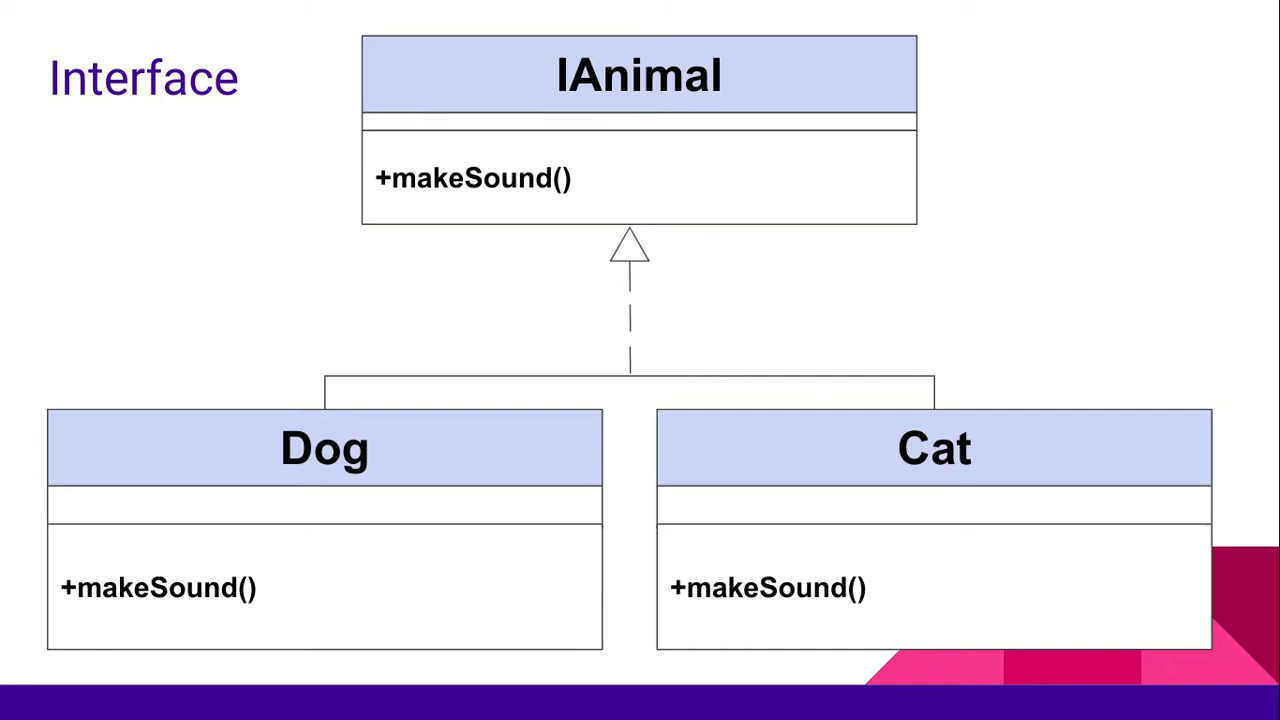 Interface
IAnimal
+makeSound()
Dog
Cat
+makeSound()
+makeSound()